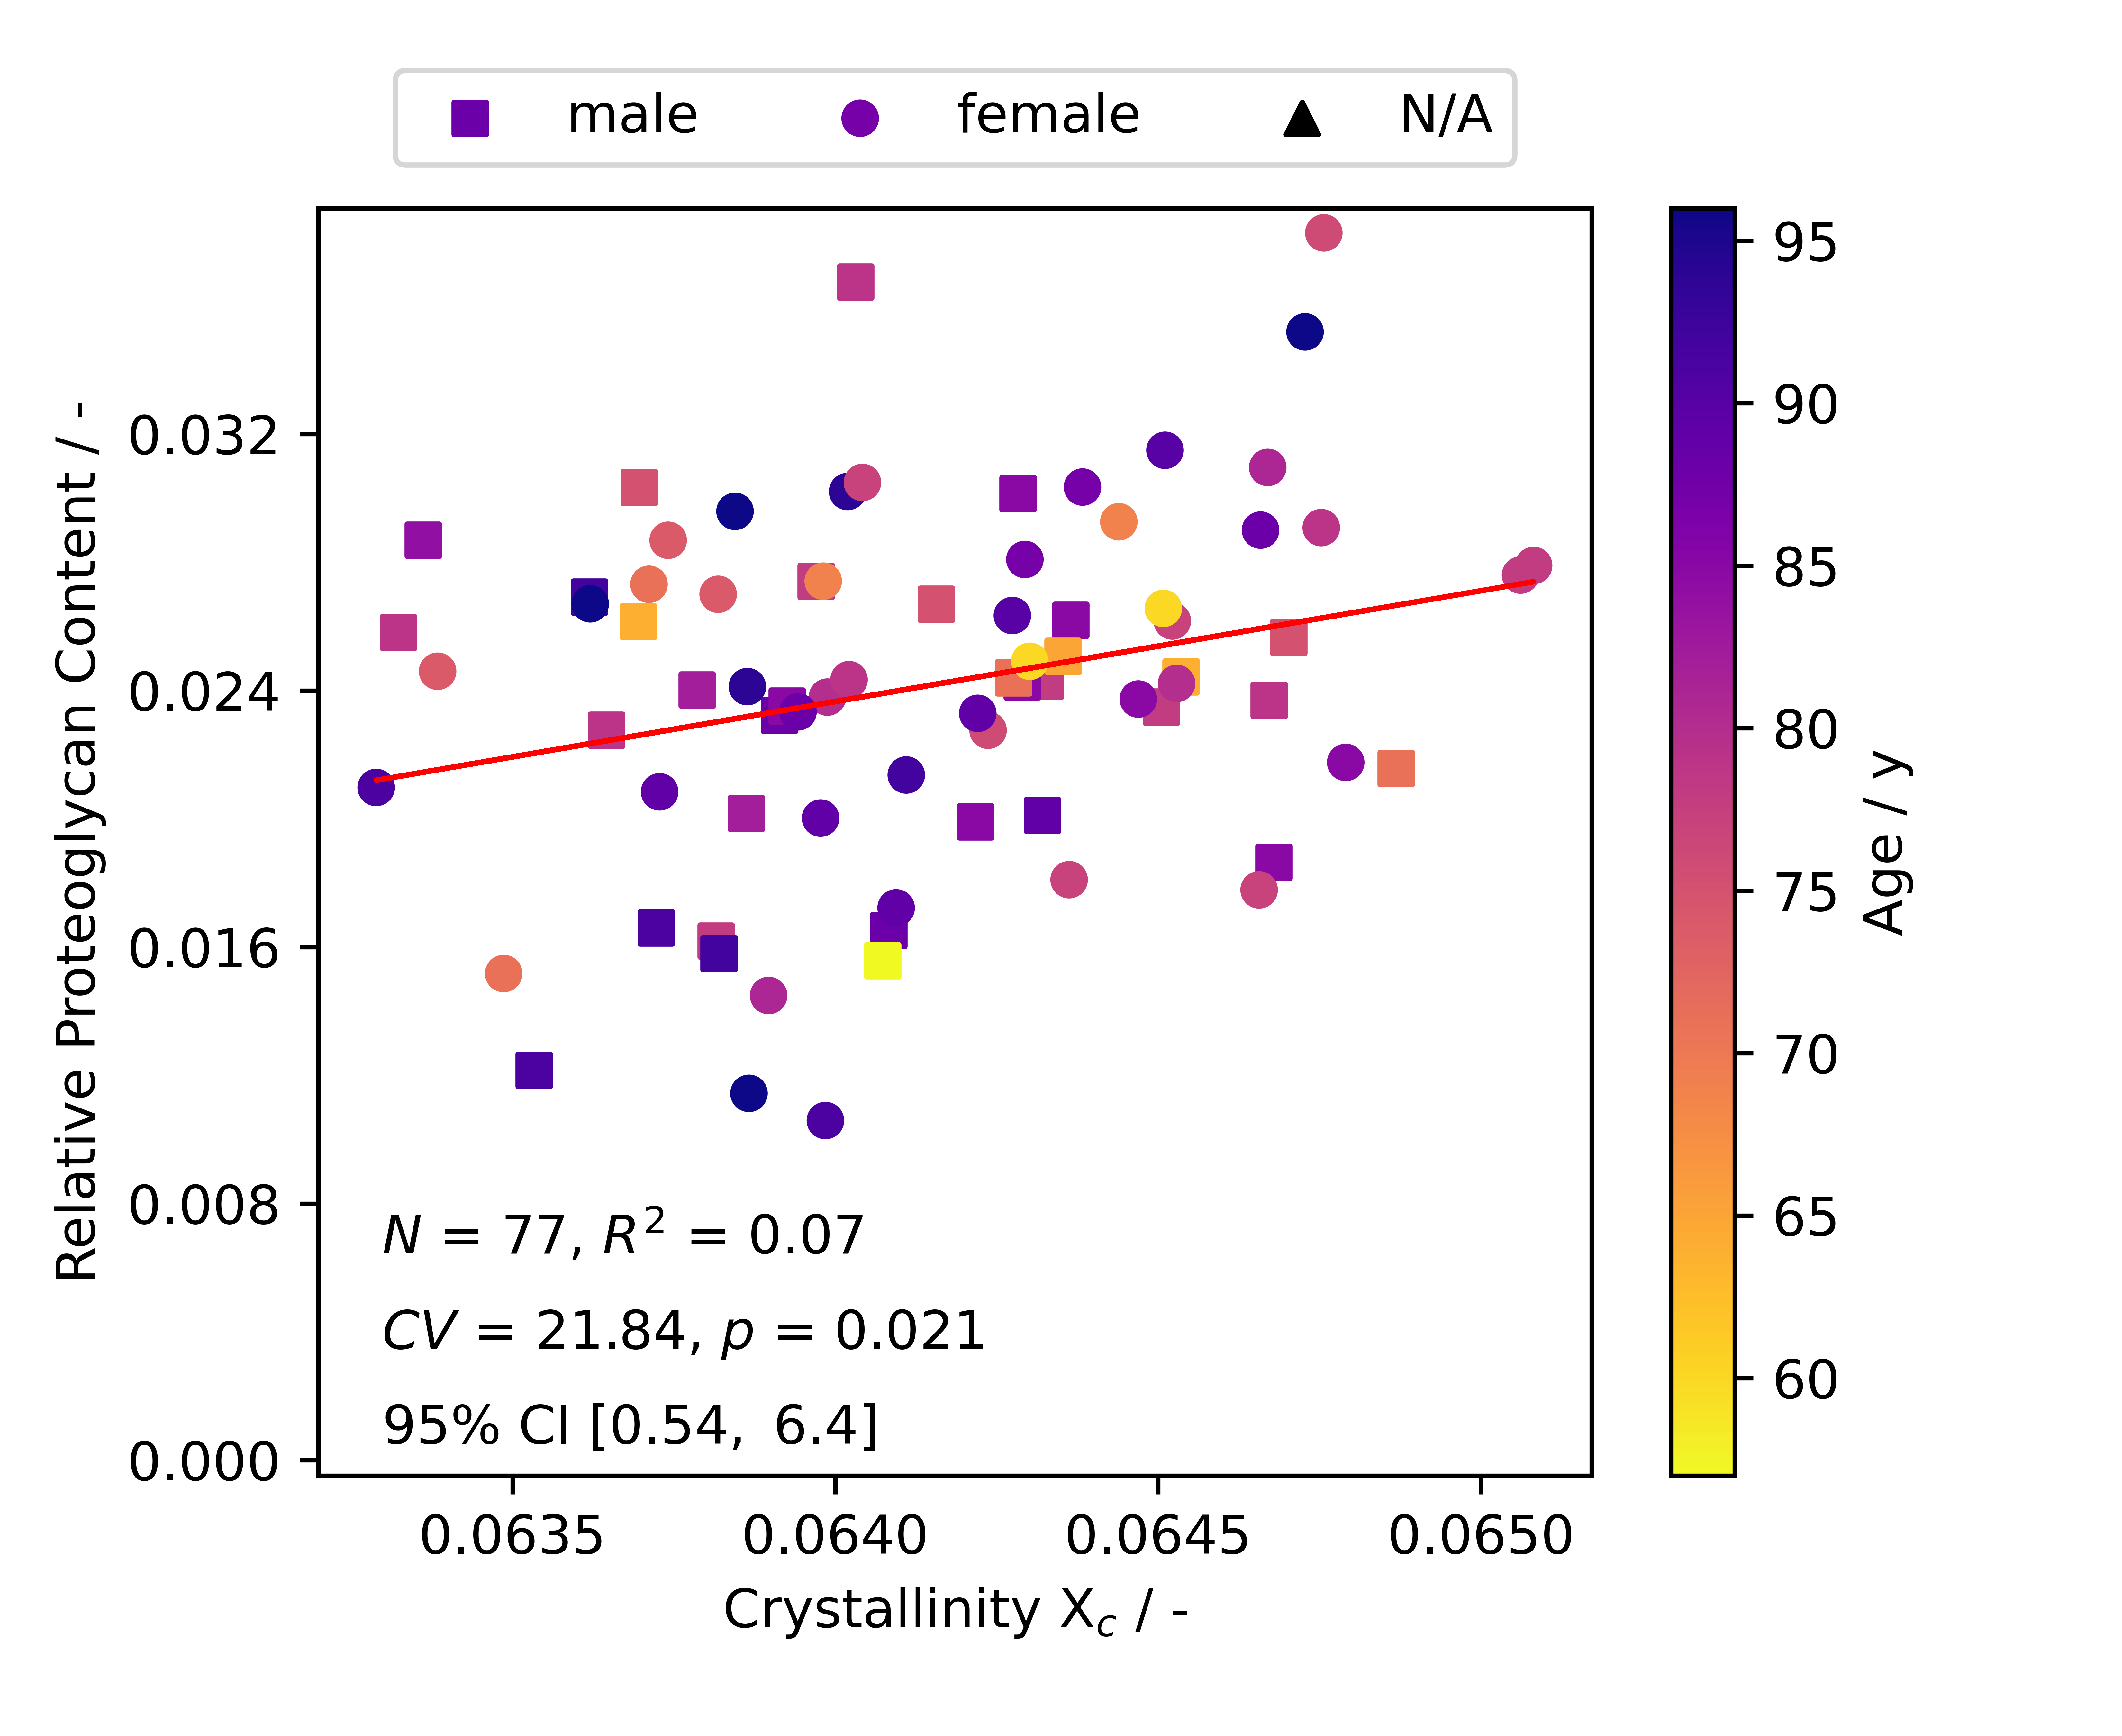 male female N/A
Relative Proteoglycan Content / -
0.032
0.024
0.016
0.008
0.000
N = 77, R² = 0.07
CV = 21.84, p = 0.021
95% CI [0.54, 6.4]
0.0635 0.0640 0.0645 0.0650
Crystallinity X_c / -
95
90
85
80
75
70
65
60
Age / y